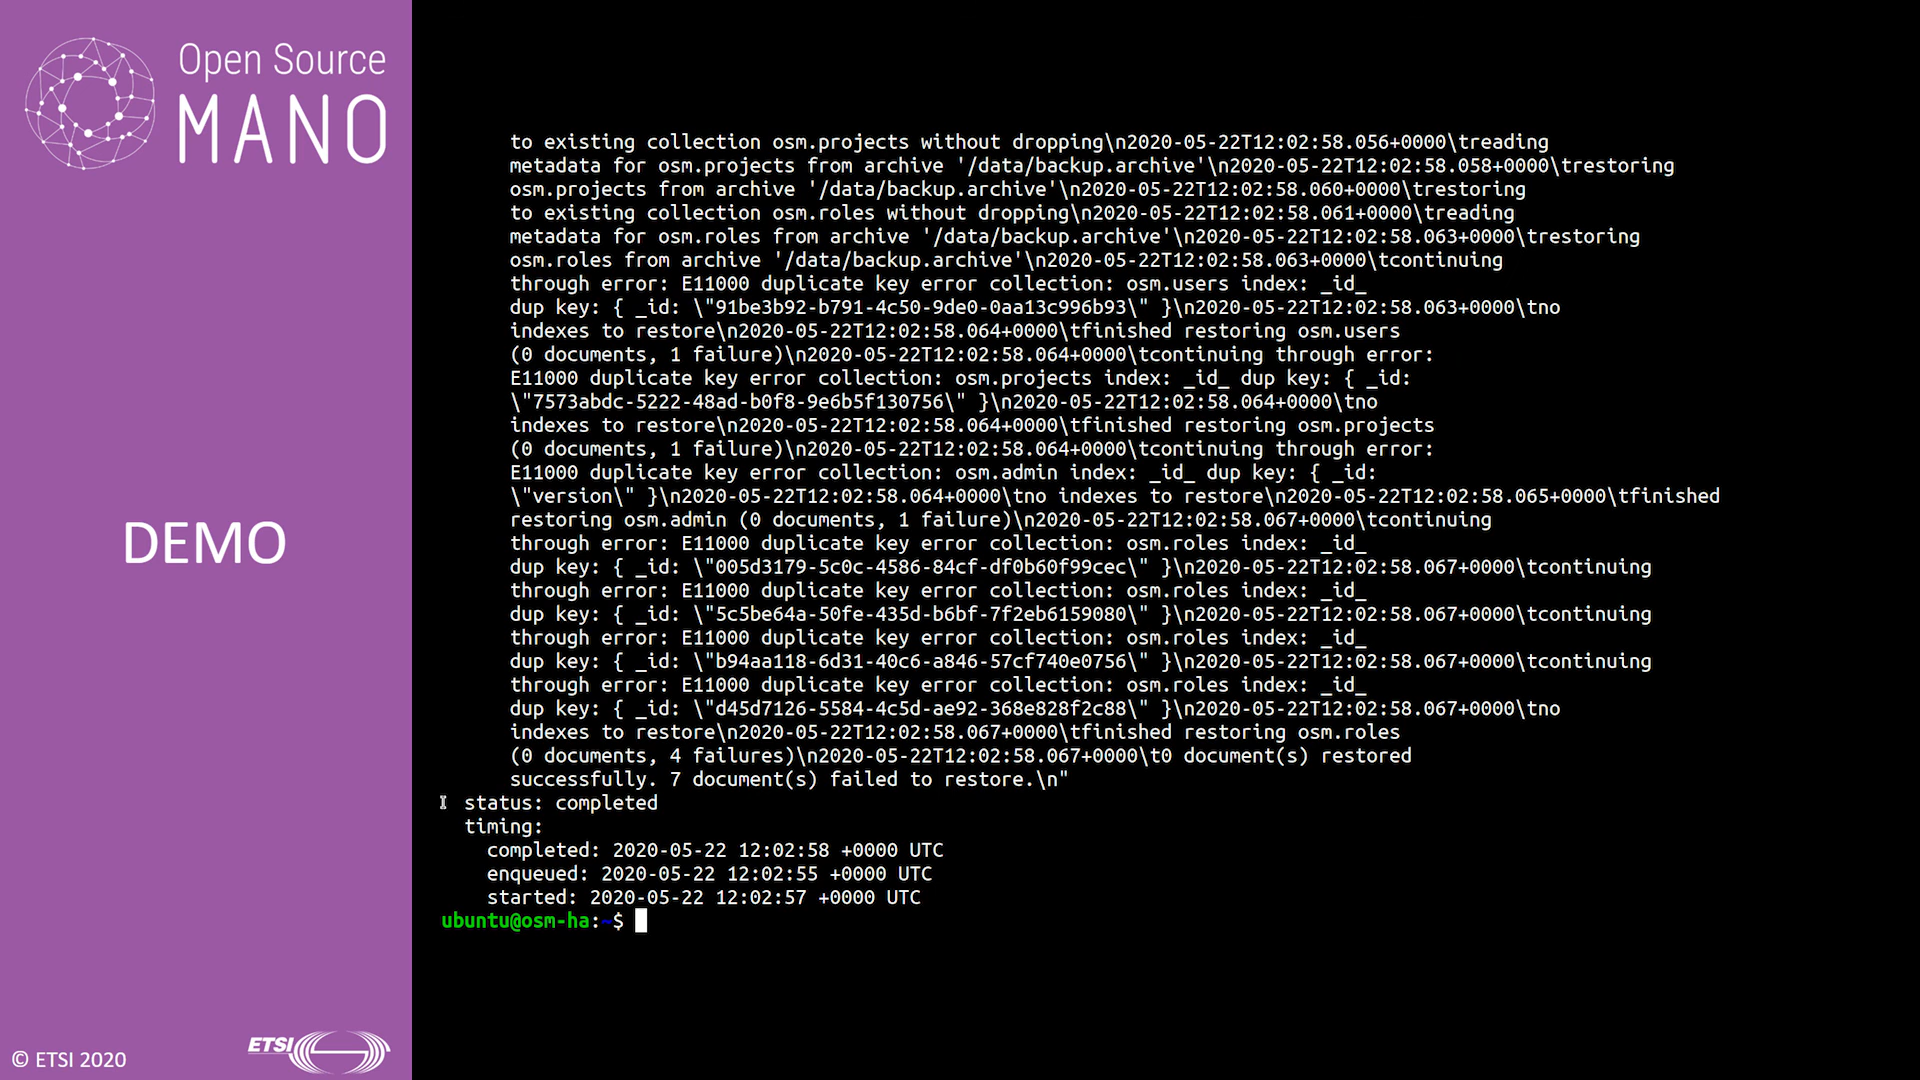 Open Source
MANO
DEMO
© ETSI 2020
ETSI
to existing collection osm.projects without dropping\n2020-05-22T12:02:58.056+0000\treading
metadata for osm.projects from archive '/data/backup.archive'\n2020-05-22T12:02:58.058+0000\trestoring
osm.projects from archive '/data/backup.archive'\n2020-05-22T12:02:58.060+0000\trestoring
to existing collection osm.roles without dropping\n2020-05-22T12:02:58.061+0000\treading
metadata for osm.roles from archive '/data/backup.archive'\n2020-05-22T12:02:58.063+0000\trestoring
osm.roles from archive '/data/backup.archive'\n2020-05-22T12:02:58.063+0000\tcontinuing
through error: E11000 duplicate key error collection: osm.users index: _id_
dup key: { _id: \"91be3b92-b791-4c50-9de0-0aa13c996b93\" }\n2020-05-22T12:02:58.063+0000\tno
indexes to restore\n2020-05-22T12:02:58.064+0000\tfinished restoring osm.users
(0 documents, 1 failure)\n2020-05-22T12:02:58.064+0000\tcontinuing through error:
E11000 duplicate key error collection: osm.projects index: _id_ dup key: { _id:
\"7573abdc-5222-48ad-b0f8-9e6b5f130756\" }\n2020-05-22T12:02:58.064+0000\tno
indexes to restore\n2020-05-22T12:02:58.064+0000\tfinished restoring osm.projects
(0 documents, 1 failure)\n2020-05-22T12:02:58.064+0000\tcontinuing through error:
E11000 duplicate key error collection: osm.admin index: _id_ dup key: { _id:
\"version\" }\n2020-05-22T12:02:58.064+0000\tno indexes to restore\n2020-05-22T12:02:58.065+0000\tfinished
restoring osm.admin (0 documents, 1 failure)\n2020-05-22T12:02:58.067+0000\tcontinuing
through error: E11000 duplicate key error collection: osm.roles index: _id_
dup key: { _id: \"005d3179-5c0c-4586-84cf-df0b60f99cec\" }\n2020-05-22T12:02:58.067+0000\tcontinuing
through error: E11000 duplicate key error collection: osm.roles index: _id_
dup key: { _id: \"5c5be64a-50fe-435d-b6bf-7f2eb6159080\" }\n2020-05-22T12:02:58.067+0000\tcontinuing
through error: E11000 duplicate key error collection: osm.roles index: _id_
dup key: { _id: \"b94aa118-6d31-40c6-a846-57cf740e0756\" }\n2020-05-22T12:02:58.067+0000\tcontinuing
through error: E11000 duplicate key error collection: osm.roles index: _id_
dup key: { _id: \"d45d7126-5584-4c5d-ae92-368e828f2c88\" }\n2020-05-22T12:02:58.067+0000\tno
indexes to restore\n2020-05-22T12:02:58.067+0000\tfinished restoring osm.roles
(0 documents, 4 failures)\n2020-05-22T12:02:58.067+0000\t0 document(s) restored
successfully. 7 document(s) failed to restore.\n"
status: completed
timing:
completed: 2020-05-22 12:02:58 +0000 UTC
enqueued: 2020-05-22 12:02:55 +0000 UTC
started: 2020-05-22 12:02:57 +0000 UTC
ubuntu@osm-ha:~$